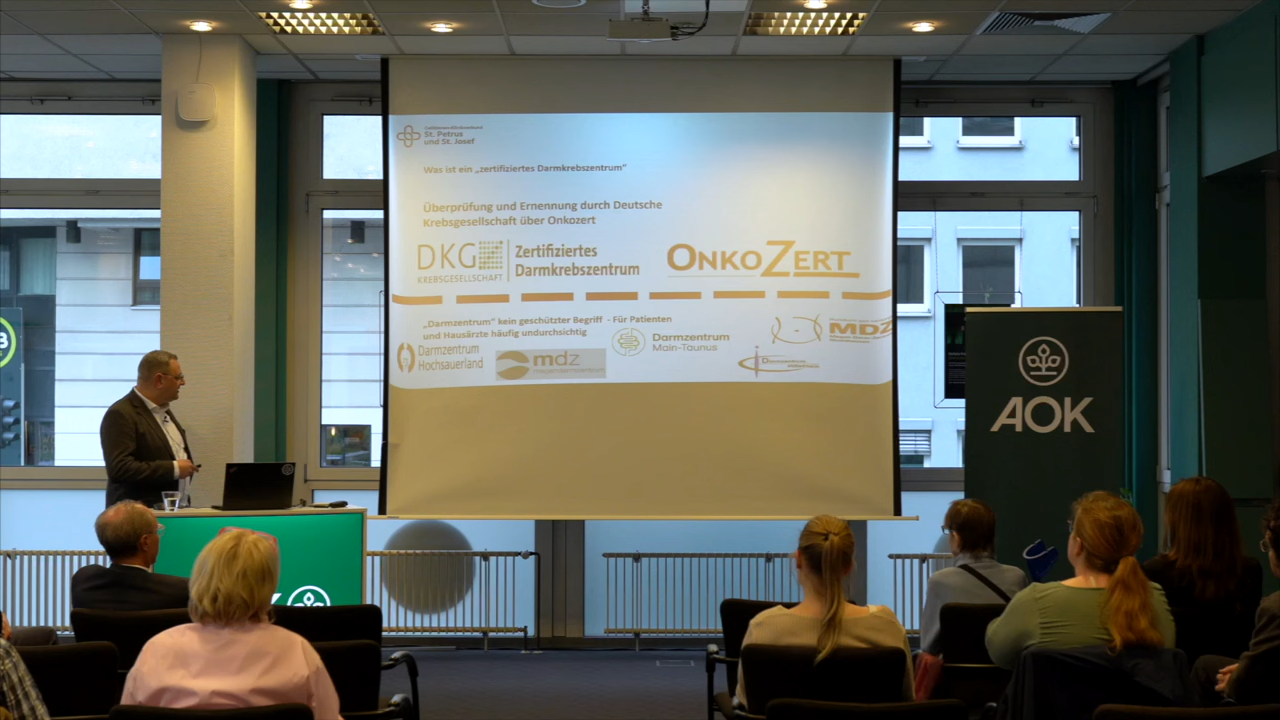 St. Petrus
und St. Josef
Was ist ein „zertifiziertes Darmkrebszentrum"
Überprüfung und Ernennung durch Deutsche
Krebsgesellschaft über Onkozert
DKG
KREBSGESELLSCHAFT
Zertifiziertes
Darmkrebszentrum
ONKOZERT
„Darmzentrum" kein geschützter Begriff - Für Patienten
und Hausärzte häufig undurchsichtig
Darmzentrum
Hochsauerland
mdz
Darmzentrum
Main-Taunus
MDZ
AOK